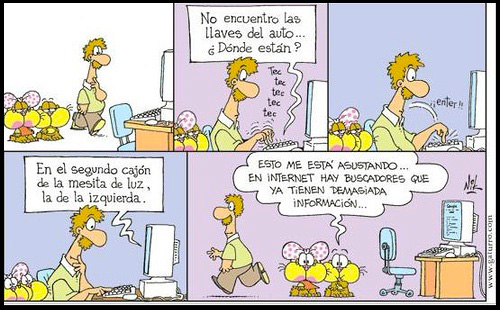 No encuentro las
llaves del auto...
¿Dónde están?
Tec
tec
tec
tec
tec
¡¡enter!!
En el segundo cajón
de la mesita de luz,
la de la izquierda.
ESTO ME ESTÁ ASUSTANDO...
EN INTERNET HAY BUSCADORES QUE
YA TIENEN DEMASIADA
INFORMACIÓN...
NIK
www.gaturro.com